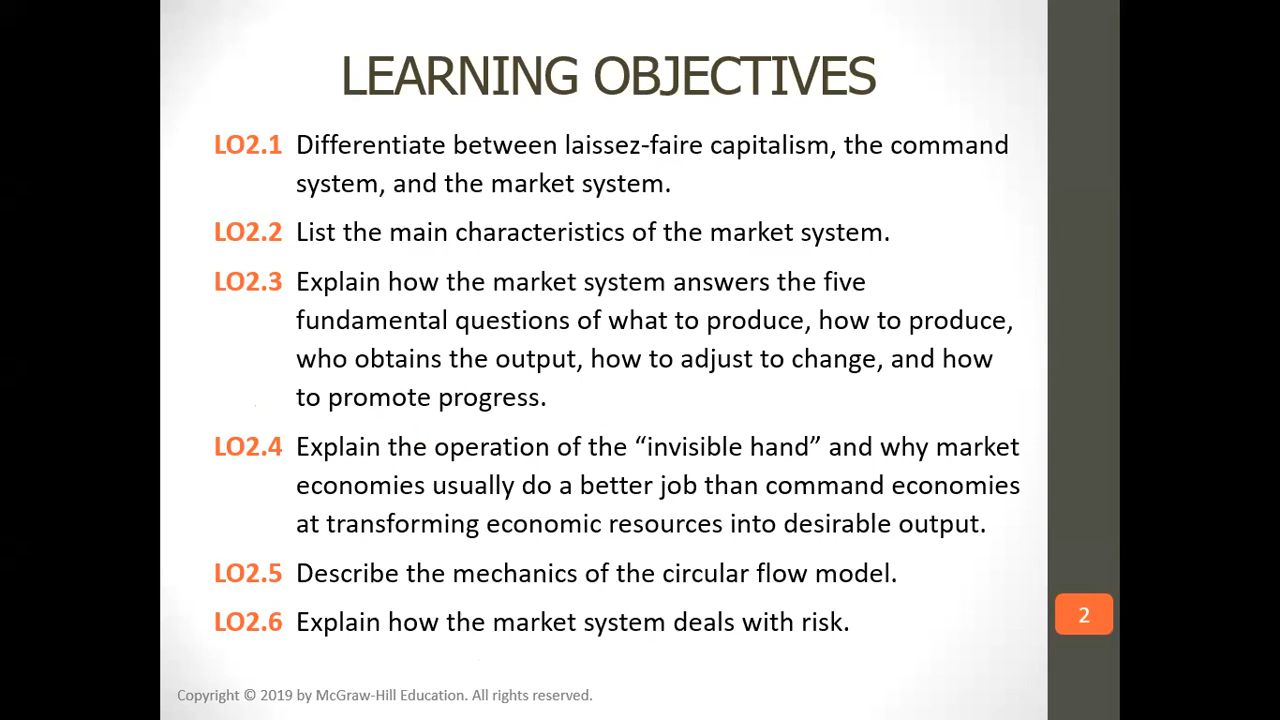 LEARNING OBJECTIVES
LO2.1 Differentiate between laissez-faire capitalism, the command
system, and the market system.
LO2.2 List the main characteristics of the market system.
LO2.3 Explain how the market system answers the five
fundamental questions of what to produce, how to produce,
who obtains the output, how to adjust to change, and how
to promote progress.
LO2.4 Explain the operation of the “invisible hand” and why market
economies usually do a better job than command economies
at transforming economic resources into desirable output.
LO2.5 Describe the mechanics of the circular flow model.
LO2.6 Explain how the market system deals with risk.
2
Copyright © 2019 by McGraw-Hill Education. All rights reserved.